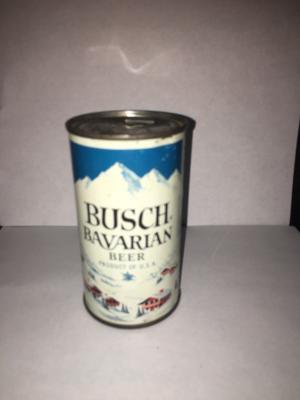 BUSCH
BAVARIAN
BEER
PRODUCT OF U.S.A.